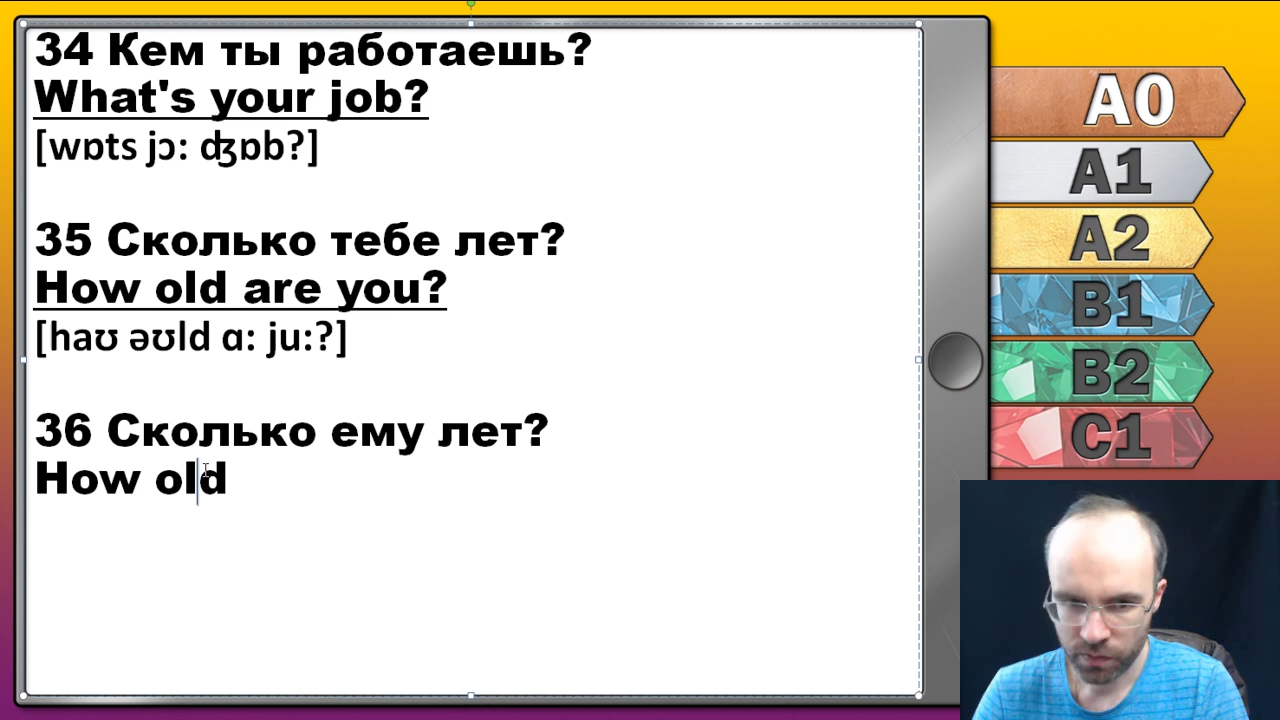 34 Кем ты работаешь?
What's your job?
[wɒts jɔ: ʤɒb?]
35 Сколько тебе лет?
How old are you?
[haʊ əʊld ɑ: ju:?]
36 Сколько ему лет?
How old
A0
A1
A2
B1
B2
C1